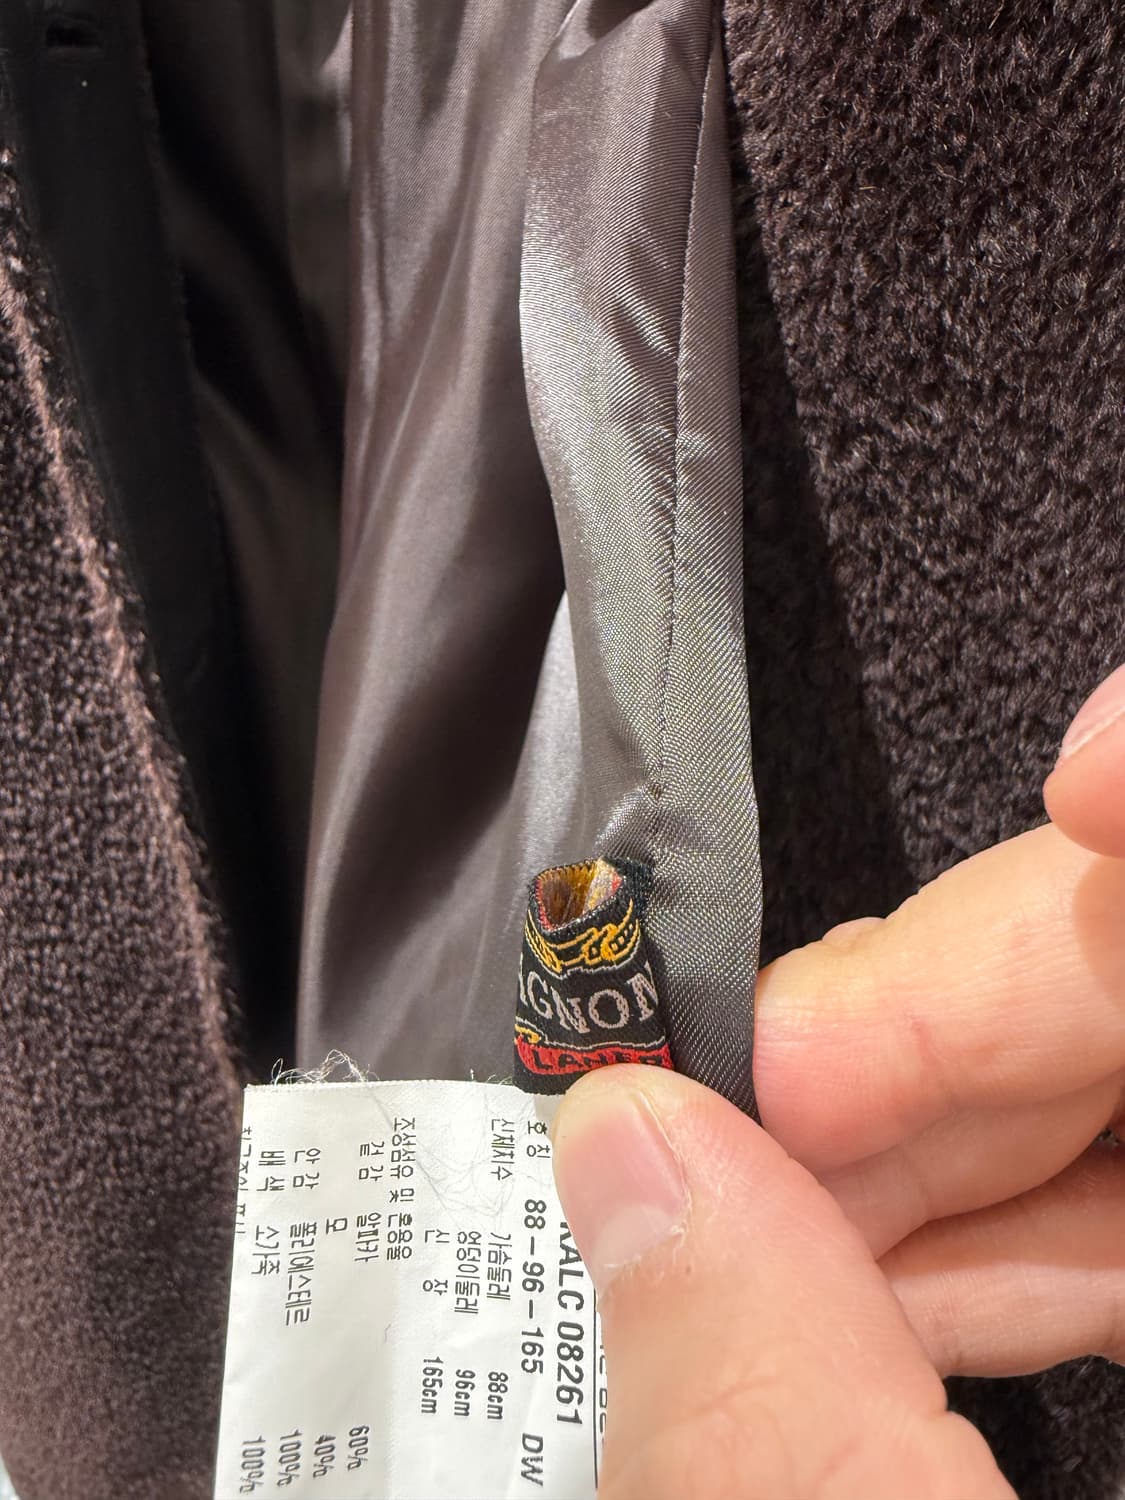 GNON
LANE
KALC 08261
호칭 88-96-165 DW
신체치수 가슴둘레 88cm
엉덩이둘레 96cm
신 장 165cm
조성섬유 및 혼용율
겉 감 알파카 60%
모 40%
안 감 폴리에스테르 100%
배 색 소가죽 100%